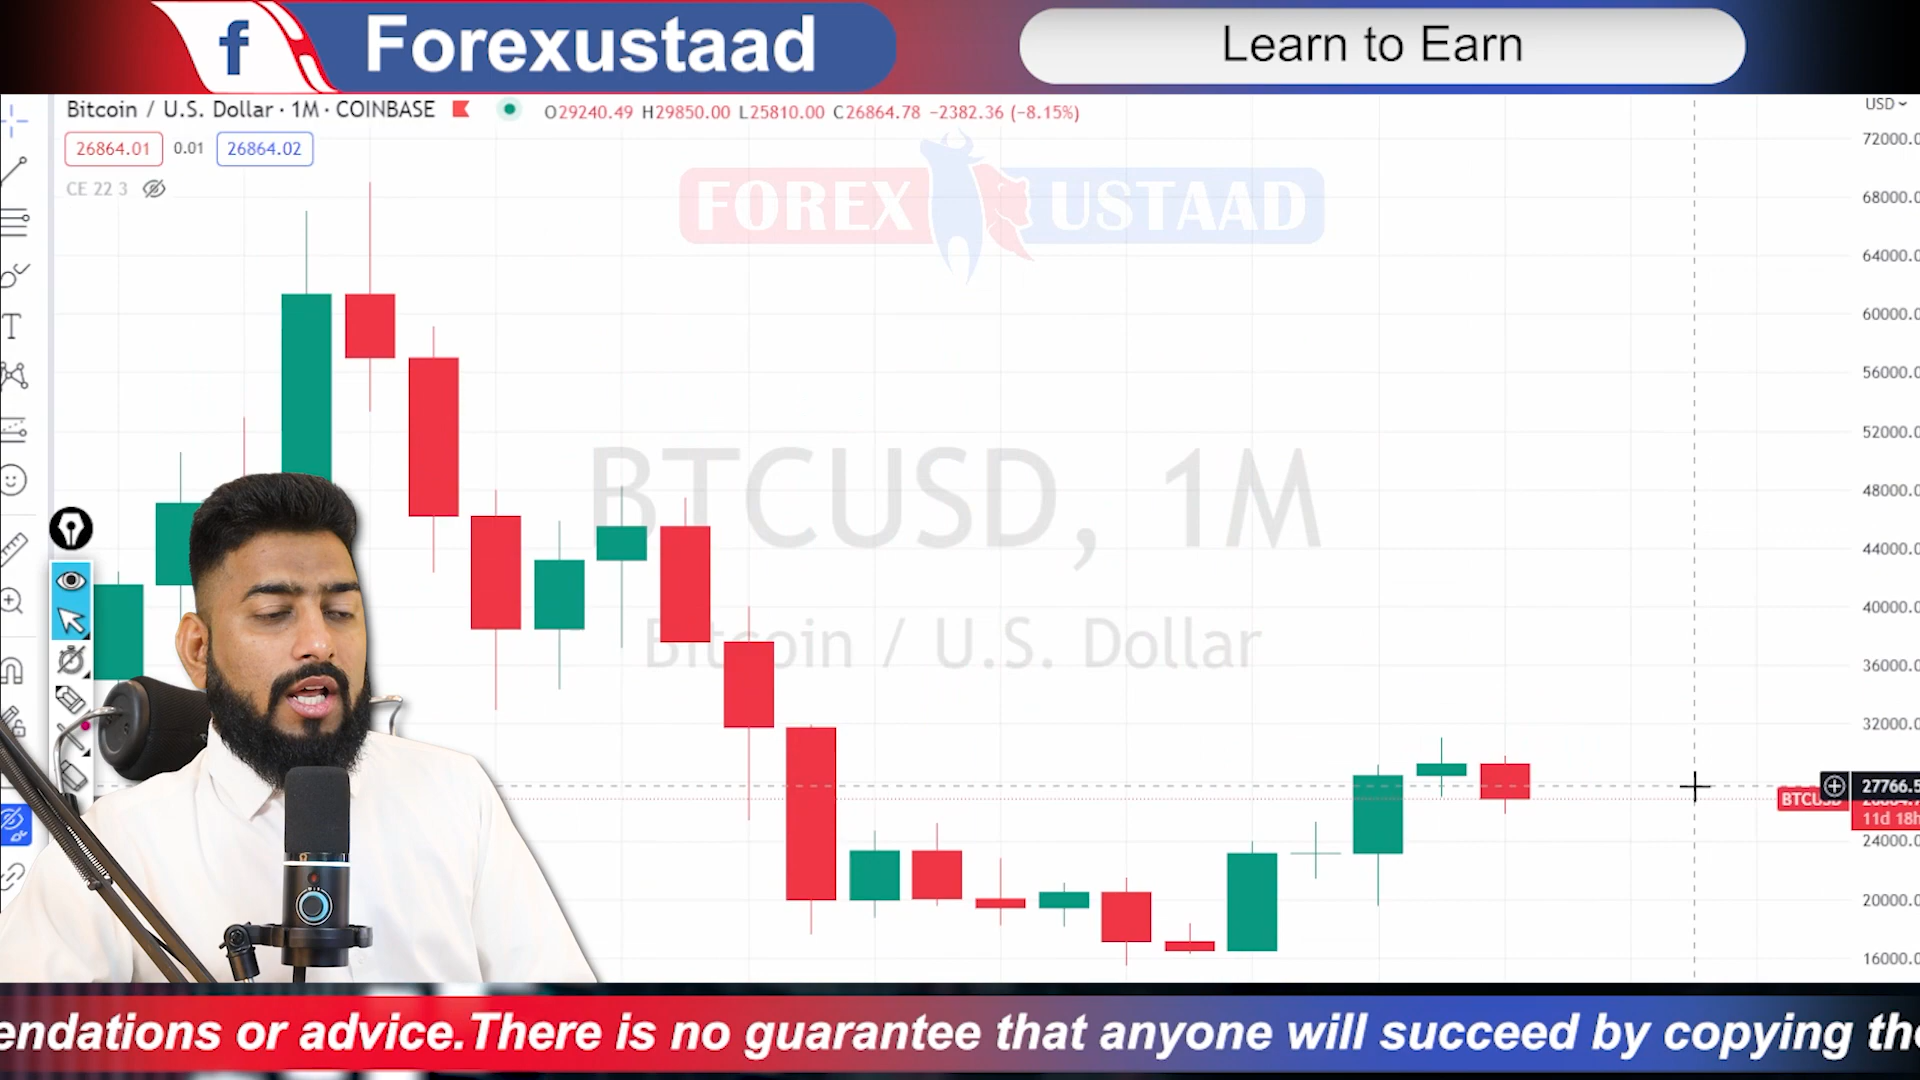 f Forexustaad
Learn to Earn
Bitcoin / U.S. Dollar · 1M · COINBASE
O29240.49 H29850.00 L25810.00 C26864.78 −2382.36 (−8.15%)
USD
26864.01 0.01 26864.02
CE 22 3
FOREX USTAAD
72000.0
68000.0
64000.0
60000.0
56000.0
52000.0
48000.0
44000.0
40000.0
36000.0
32000.0
27766.5
BTCUSD
11d 18h
24000.0
20000.0
16000.0
BTCUSD, 1M
Bitcoin / U.S. Dollar
T
endations or advice.There is no guarantee that anyone will succeed by copying the